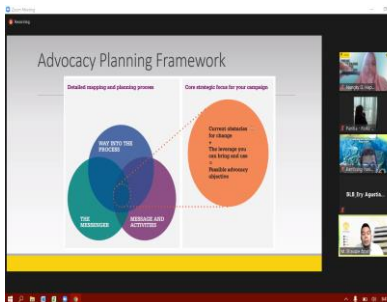 Zoom Meeting
Advocacy Planning Framework
Detailed mapping and planning process
Core strategic focus for your campaign
WAY INTO THE
PROCESS
THE
MESSENGER
MESSAGE AND
ACTIVITIES
Current obstacles
for change
+
The leverage you
can bring and use
=
Possible advocacy
objective